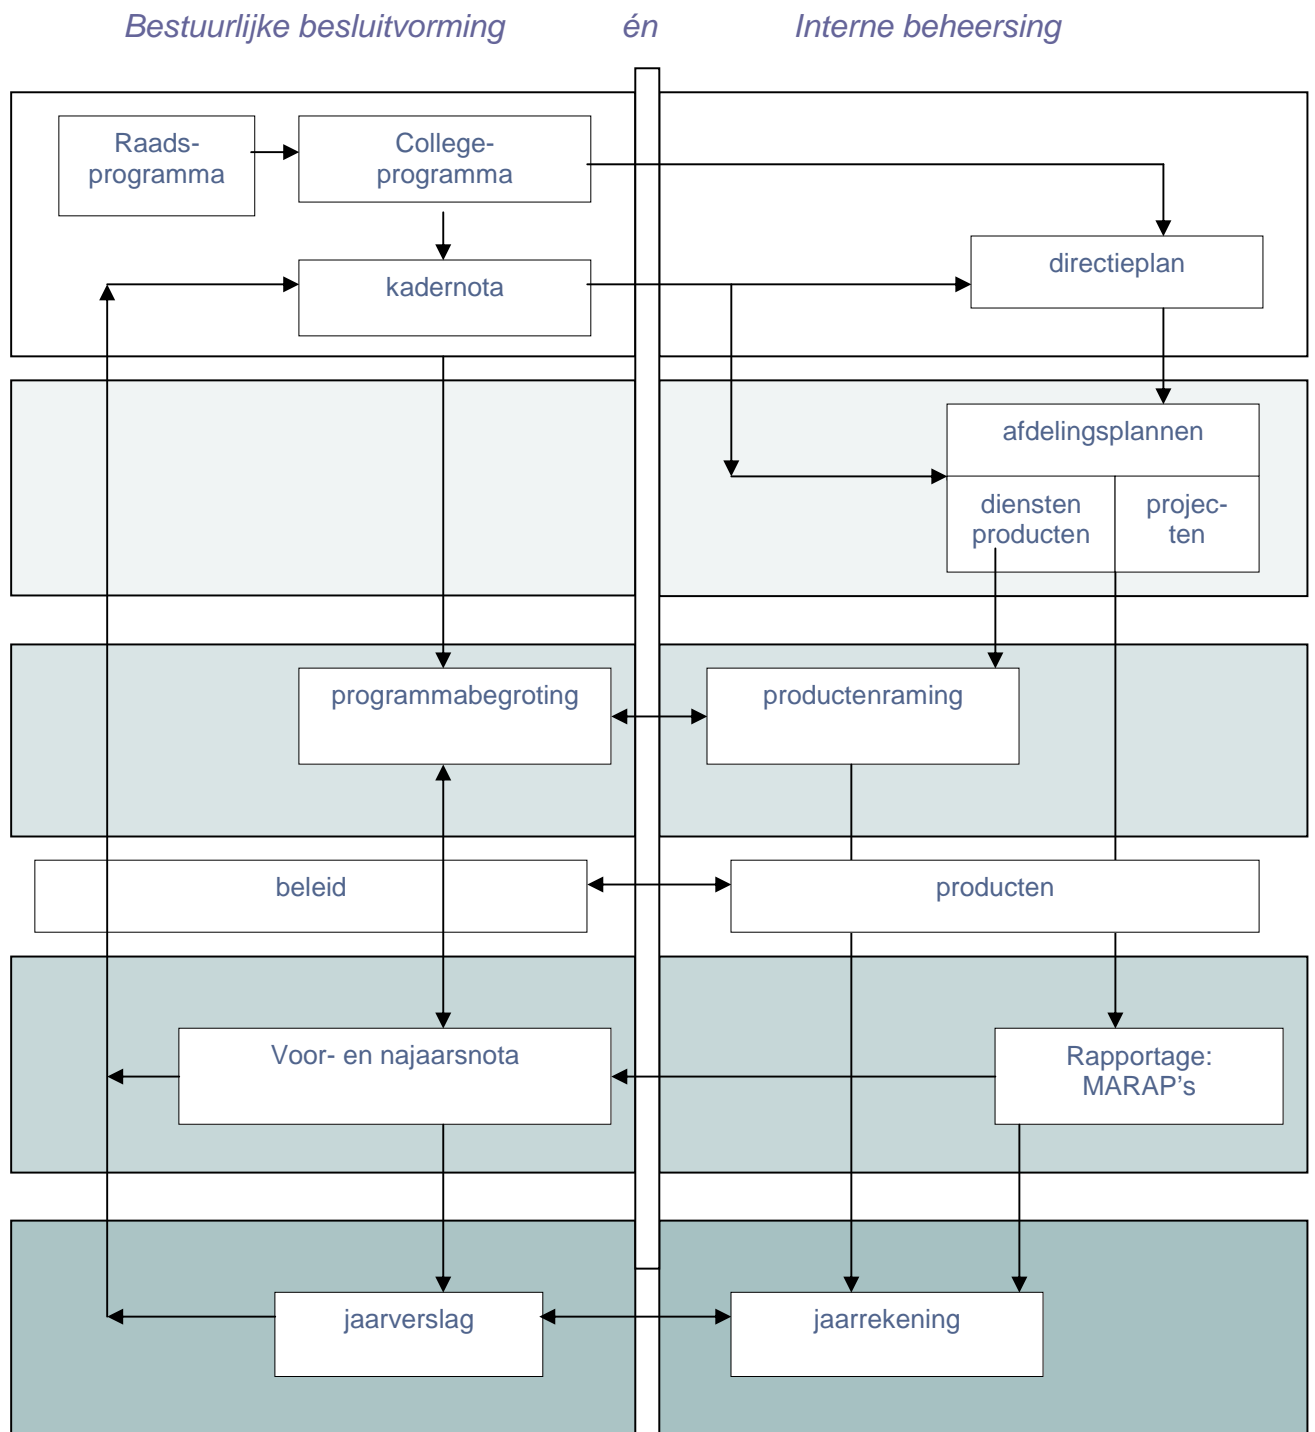 Bestuurlijke besluitvorming én Interne beheersing
Raads-
programma
College-
programma
kadernota
directieplan
afdelingsplannen
diensten
producten
projec-
ten
programmabegroting
productenraming
beleid
producten
Voor- en najaarsnota
Rapportage:
MARAP’s
jaarverslag
jaarrekening